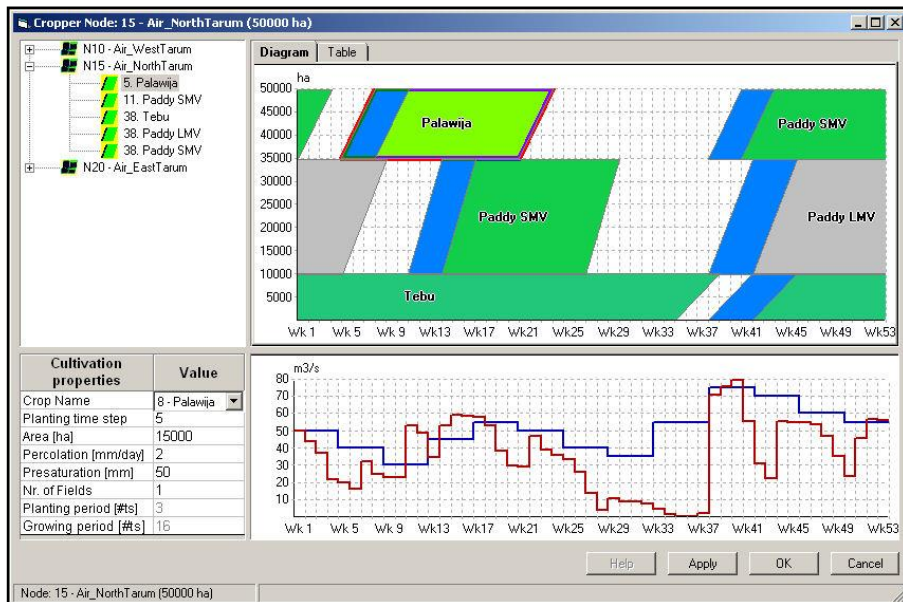 Cropper Node: 15 - Air_NorthTarum (50000 ha)
N10 - Air_WestTarum
N15 - Air_NorthTarum
5. Palawija
11. Paddy SMV
38. Tebu
38. Paddy LMV
38. Paddy SMV
N20 - Air_EastTarum
Diagram Table
ha
50000
45000
40000
35000
30000
25000
20000
15000
10000
5000
Palawija
Paddy SMV
Paddy SMV
Paddy LMV
Tebu
Wk 1 Wk 5 Wk 9 Wk13 Wk17 Wk21 Wk25 Wk29 Wk33 Wk37 Wk41 Wk45 Wk49 Wk53
Cultivation properties Value
Crop Name 8 - Palawija
Planting time step 5
Area [ha] 15000
Percolation [mm/day] 2
Presaturation [mm] 50
Nr. of Fields 1
Planting period [#ts] 3
Growing period [#ts] 16
m3/s
80
70
60
50
40
30
20
10
Wk 1 Wk 5 Wk 9 Wk13 Wk17 Wk21 Wk25 Wk29 Wk33 Wk37 Wk41 Wk45 Wk49 Wk53
Help Apply OK Cancel
Node: 15 - Air_NorthTarum (50000 ha)